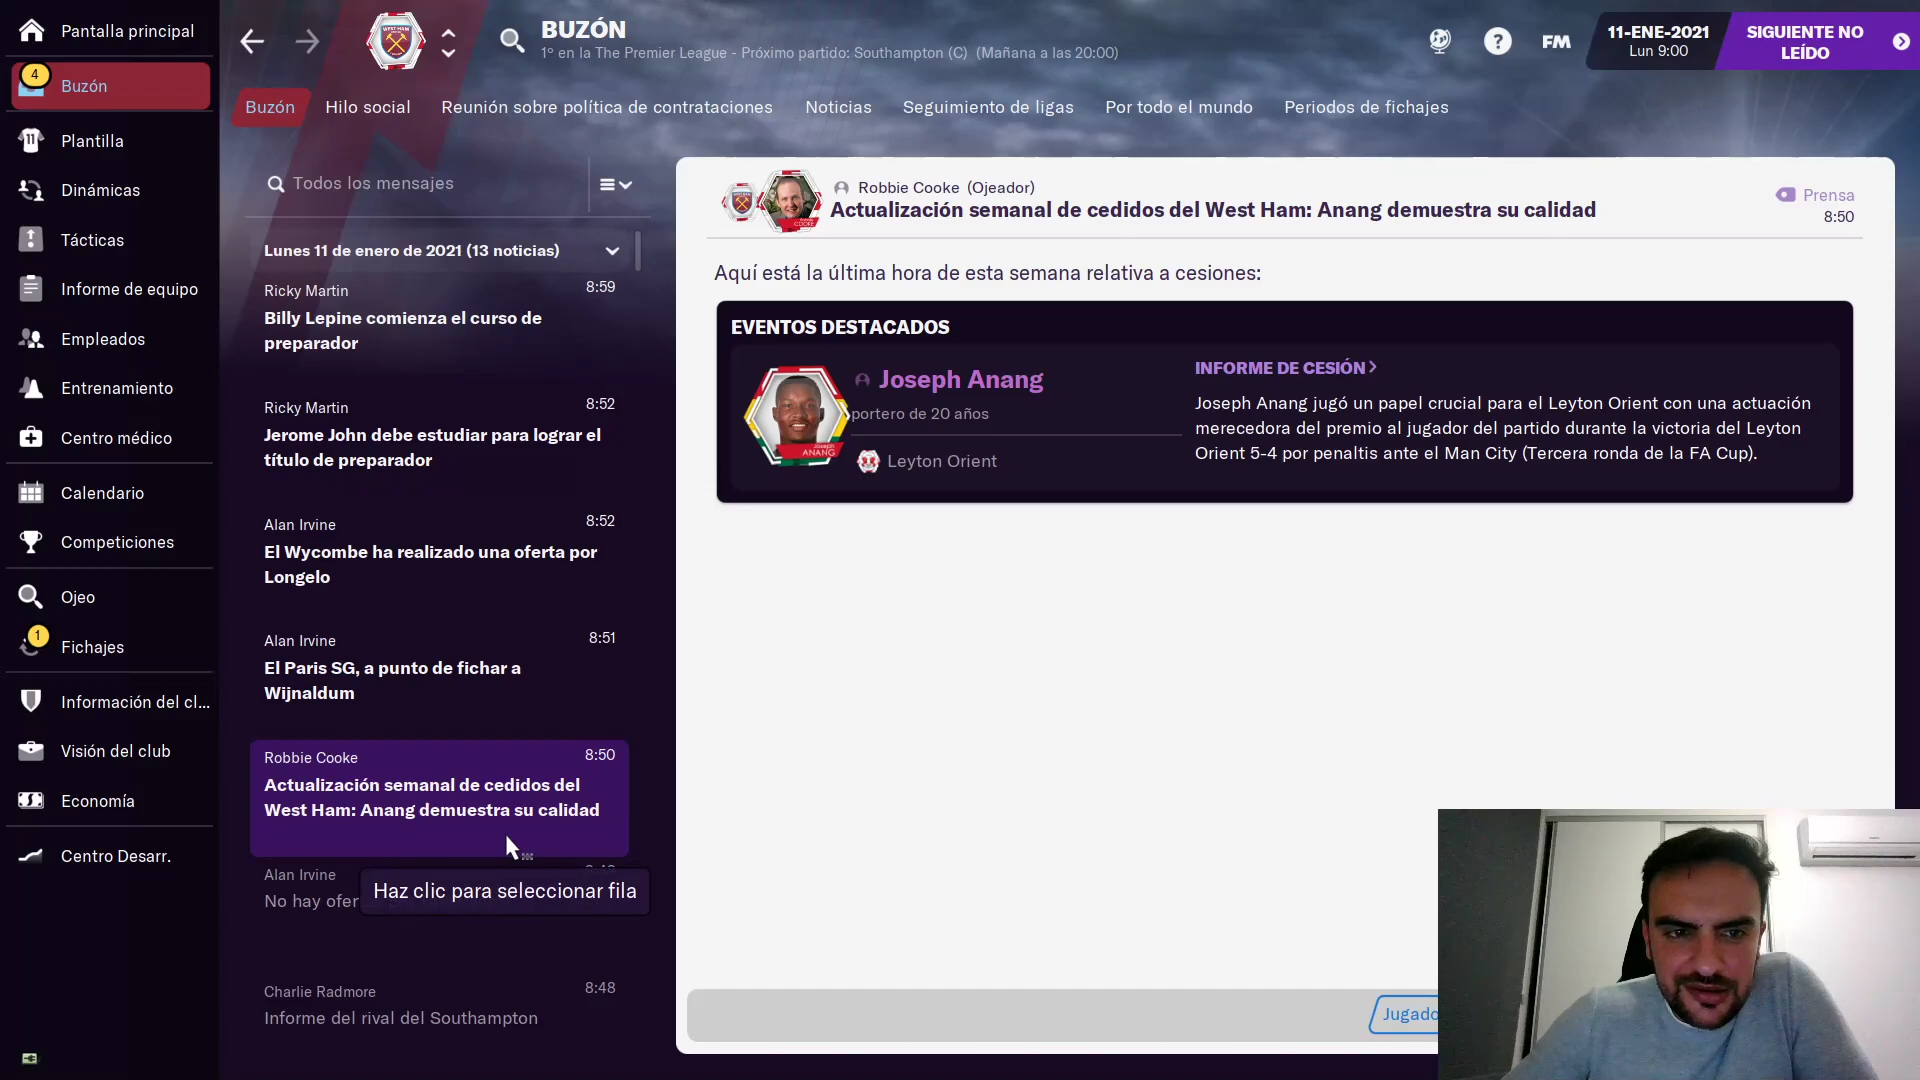 Pantalla principal
4
Buzón
Plantilla
Dinámicas
Tácticas
Informe de equipo
Empleados
Entrenamiento
Centro médico
Calendario
Competiciones
Ojeo
1
Fichajes
Información del cl...
Visión del club
Economía
Centro Desarr.
BUZÓN
1º en la The Premier League - Próximo partido: Southampton (C) (Mañana a las 20:00)
?
FM
11-ENE-2021
Lun 9:00
SIGUIENTE NO
LEÍDO
Buzón
Hilo social
Reunión sobre política de contrataciones
Noticias
Seguimiento de ligas
Por todo el mundo
Periodos de fichajes
Todos los mensajes
Lunes 11 de enero de 2021 (13 noticias)
Ricky Martin
8:59
Billy Lepine comienza el curso de
preparador
Ricky Martin
8:52
Jerome John debe estudiar para lograr el
título de preparador
Alan Irvine
8:52
El Wycombe ha realizado una oferta por
Longelo
Alan Irvine
8:51
El Paris SG, a punto de fichar a
Wijnaldum
Robbie Cooke
8:50
Actualización semanal de cedidos del
West Ham: Anang demuestra su calidad
Alan Irvine
No hay ofer
Haz clic para seleccionar fila
Charlie Radmore
8:48
Informe del rival del Southampton
Robbie Cooke (Ojeador)
Actualización semanal de cedidos del West Ham: Anang demuestra su calidad
Prensa
8:50
Aquí está la última hora de esta semana relativa a cesiones:
EVENTOS DESTACADOS
Joseph Anang
portero de 20 años
Leyton Orient
JOSEPH
ANANG
INFORME DE CESIÓN
Joseph Anang jugó un papel crucial para el Leyton Orient con una actuación
merecedora del premio al jugador del partido durante la victoria del Leyton
Orient 5-4 por penaltis ante el Man City (Tercera ronda de la FA Cup).
Jugado